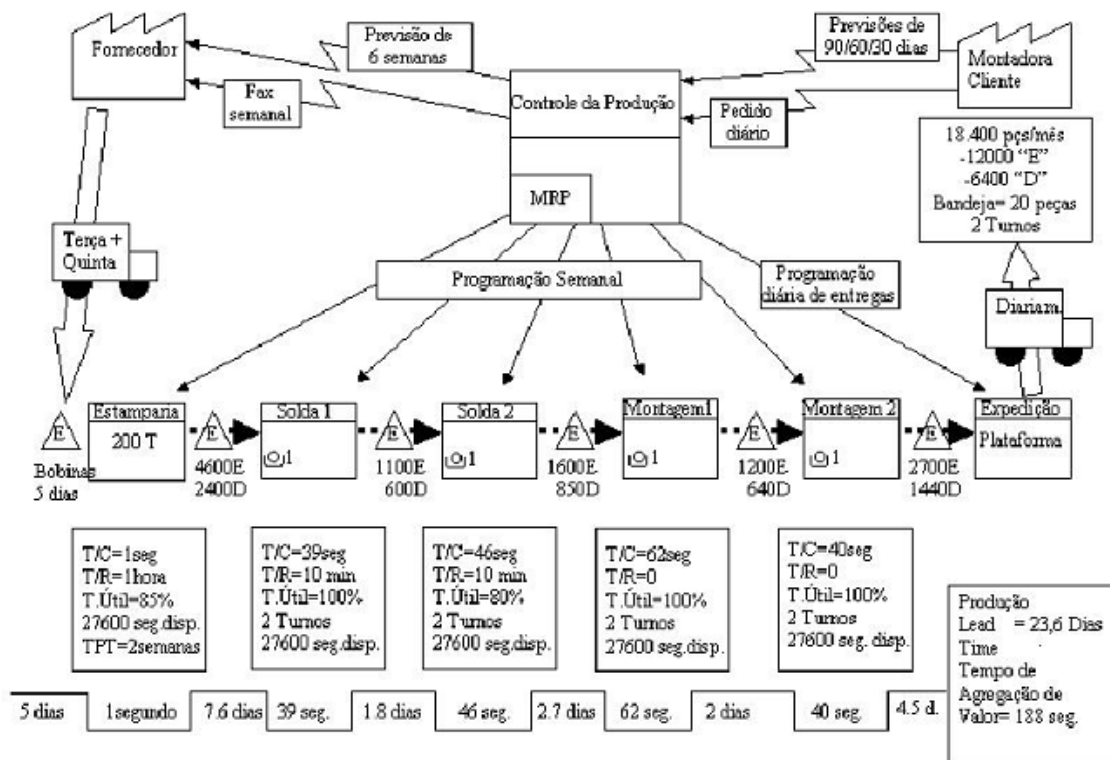 Fornecedor
Previsão de
6 semanas
Fax
semanal
Controle da Produção
MRP
Previsões de
90/60/30 dias
Pedido
diário
Montadora
Cliente
18.400 pçs/mês
-12000 “E”
-6400 “D”
Bandeja= 20 peças
2 Turnos
Terça +
Quinta
Programação Semanal
Programação
diária de entregas
Diariam.
E
Bobinas
5 dias
Estamparia
200 T
E
4600E
2400D
Solda 1
1
E
1100E
600D
Solda 2
1
E
1600E
850D
Montagem1
1
E
1200E
640D
Montagem 2
1
E
2700E
1440D
Expedição
Plataforma
T/C=1seg
T/R=1hora
T.Útil=85%
27600 seg.disp.
TPT=2semanas
T/C=39seg
T/R=10 min
T.Útil=100%
2 Turnos
27600 seg.disp.
T/C=46seg
T/R=10 min
T.Útil=80%
2 Turnos
27600 seg.disp.
T/C=62seg
T/R=0
T.Útil=100%
2 Turnos
27600 seg.disp.
T/C=40seg
T/R=0
T.Útil=100%
2 Turnos
27600 seg.disp.
5 dias
1segundo
7.6 dias
39 seg.
1.8 dias
46 seg.
2.7 dias
62 seg.
2 dias
40 seg.
4.5 d.
Produção
Lead = 23,6 Dias
Time
Tempo de
Agregação de
Valor= 188 seg.